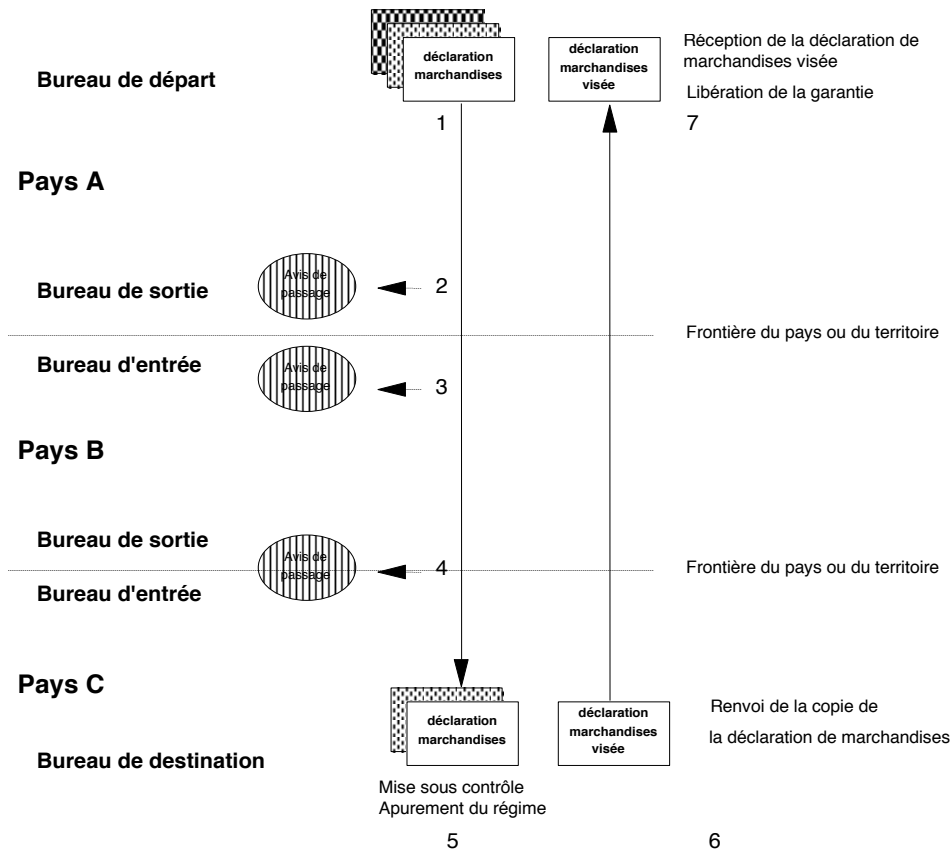 Bureau de départ
déclaration
marchandises
1
déclaration
marchandises
visée
Réception de la déclaration de
marchandises visée
Libération de la garantie
7
Pays A
Bureau de sortie
Avis de
passage
2
Frontière du pays ou du territoire
Bureau d'entrée
Avis de
passage
3
Pays B
Bureau de sortie
Avis de
passage
4
Frontière du pays ou du territoire
Bureau d'entrée
Pays C
Bureau de destination
déclaration
marchandises
Mise sous contrôle
Apurement du régime
5
déclaration
marchandises
visée
Renvoi de la copie de
la déclaration de marchandises
6